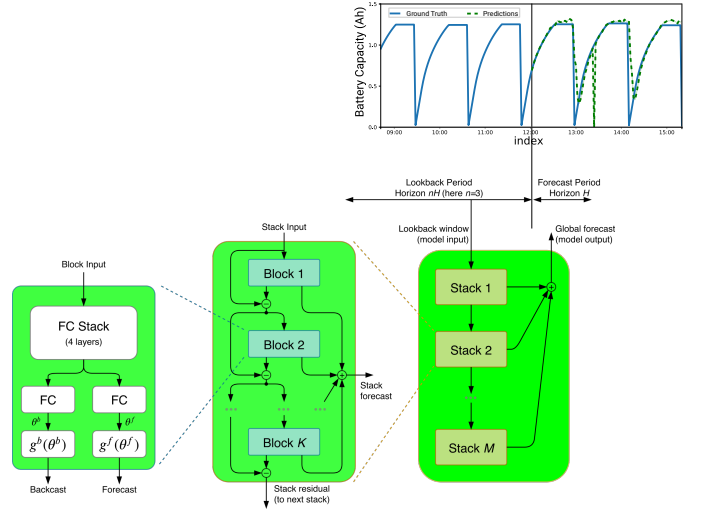 Ground Truth
Predictions
Battery Capacity (Ah)
1.5
1.0
0.5
0.0
09:00
10:00
11:00
12:00
13:00
14:00
15:00
index
Lookback Period
Horizon nH (here n=3)
Forecast Period
Horizon H
Lookback window
(model input)
Global forecast
(model output)
Stack Input
Block Input
Block 1
Block 2
...
...
...
Block K
Stack
forecast
Stack residual
(to next stack)
FC Stack
(4 layers)
FC
FC
θᵇ
θᶠ
gᵇ(θᵇ)
gᶠ(θᶠ)
Backcast
Forecast
Stack 1
Stack 2
...
Stack M